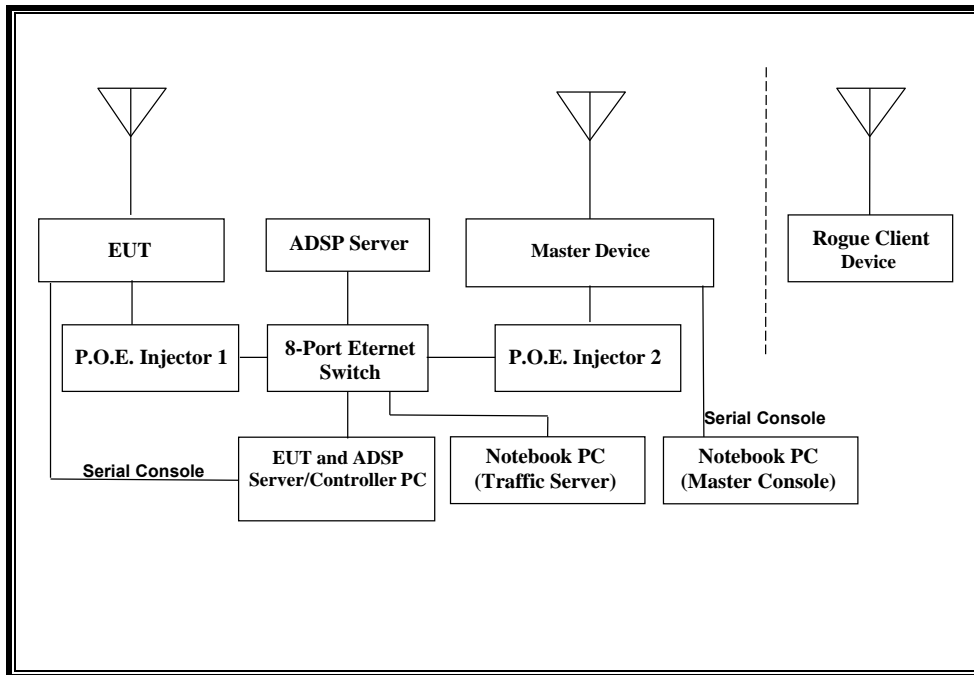 EUT
ADSP Server
Master Device
Rogue Client
Device
P.O.E. Injector 1
8-Port Eternet
Switch
P.O.E. Injector 2
Serial Console
Serial Console
EUT and ADSP
Server/Controller PC
Notebook PC
(Traffic Server)
Notebook PC
(Master Console)